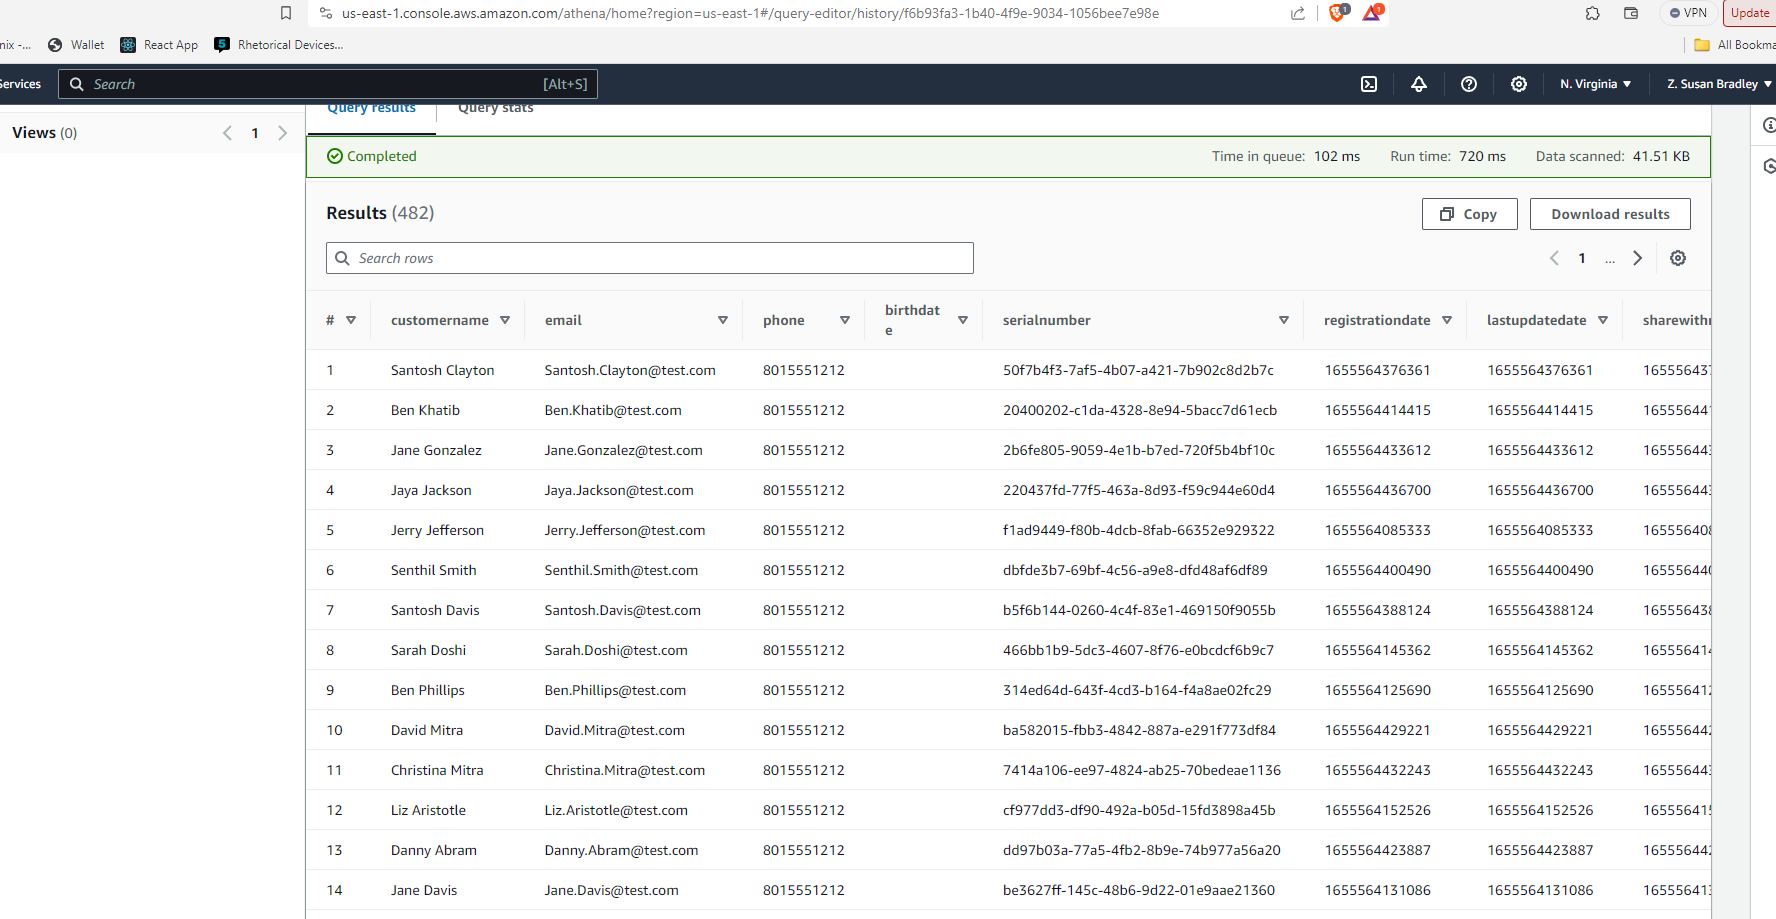 us-east-1.console.aws.amazon.com/athena/home?region=us-east-1#/query-editor/history/f6b93fa3-1b40-4f9e-9034-1056bee7e98e 1 1 VPN Update
nix -... Wallet React App Rhetorical Devices... All Bookma
Services Search [Alt+S] N. Virginia Z. Susan Bradley
Query results Query stats
Views (0) 1
Completed Time in queue: 102 ms Run time: 720 ms Data scanned: 41.51 KB
Results (482) Copy Download results
Search rows 1 ...
# customername email phone birthdate serialnumber registrationdate lastupdatedate sharewithr
1 Santosh Clayton Santosh.Clayton@test.com 8015551212 50f7b4f3-7af5-4b07-a421-7b902c8d2b7c 1655564376361 1655564376361 165556437
2 Ben Khatib Ben.Khatib@test.com 8015551212 20400202-c1da-4328-8e94-5bacc7d61ecb 1655564414415 1655564414415 165556441
3 Jane Gonzalez Jane.Gonzalez@test.com 8015551212 2b6fe805-9059-4e1b-b7ed-720f5b4bf10c 1655564433612 1655564433612 165556443
4 Jaya Jackson Jaya.Jackson@test.com 8015551212 220437fd-77f5-463a-8d93-f59c944e60d4 1655564436700 1655564436700 165556443
5 Jerry Jefferson Jerry.Jefferson@test.com 8015551212 f1ad9449-f80b-4dcb-8fab-66352e929322 1655564085333 1655564085333 165556408
6 Senthil Smith Senthil.Smith@test.com 8015551212 dbfde3b7-69bf-4c56-a9e8-dfd48af6df89 1655564400490 1655564400490 165556440
7 Santosh Davis Santosh.Davis@test.com 8015551212 b5f6b144-0260-4c4f-83e1-469150f9055b 1655564388124 1655564388124 165556438
8 Sarah Doshi Sarah.Doshi@test.com 8015551212 466bb1b9-5dc3-4607-8f76-e0bcdcf6b9c7 1655564145362 1655564145362 165556414
9 Ben Phillips Ben.Phillips@test.com 8015551212 314ed64d-643f-4cd3-b164-f4a8ae02fc29 1655564125690 1655564125690 165556412
10 David Mitra David.Mitra@test.com 8015551212 ba582015-fbb3-4842-887a-e291f773df84 1655564429221 1655564429221 165556442
11 Christina Mitra Christina.Mitra@test.com 8015551212 7414a106-ee97-4824-ab25-70bedeae1136 1655564432243 1655564432243 165556443
12 Liz Aristotle Liz.Aristotle@test.com 8015551212 cf977dd3-df90-492a-b05d-15fd3898a45b 1655564152526 1655564152526 165556415
13 Danny Abram Danny.Abram@test.com 8015551212 dd97b03a-77a5-4fb2-8b9e-74b977a56a20 1655564423887 1655564423887 165556442
14 Jane Davis Jane.Davis@test.com 8015551212 be3627ff-145c-48b6-9d22-01e9aae21360 1655564131086 1655564131086 165556413